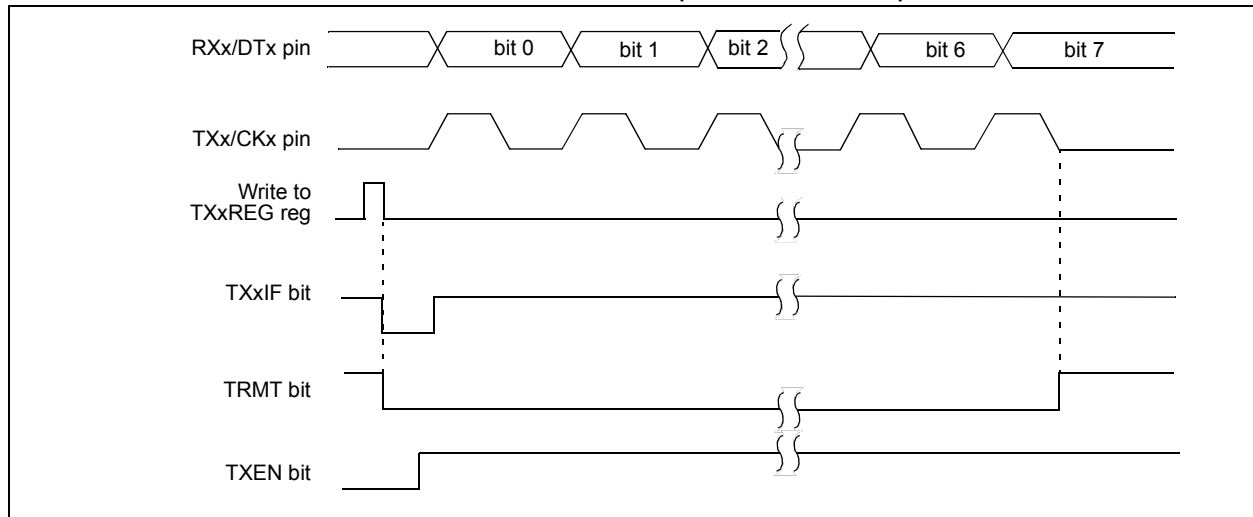 RXx/DTx pin
bit 0 bit 1 bit 2 bit 6 bit 7
TXx/CKx pin
Write to
TXxREG reg
TXxIF bit
TRMT bit
TXEN bit